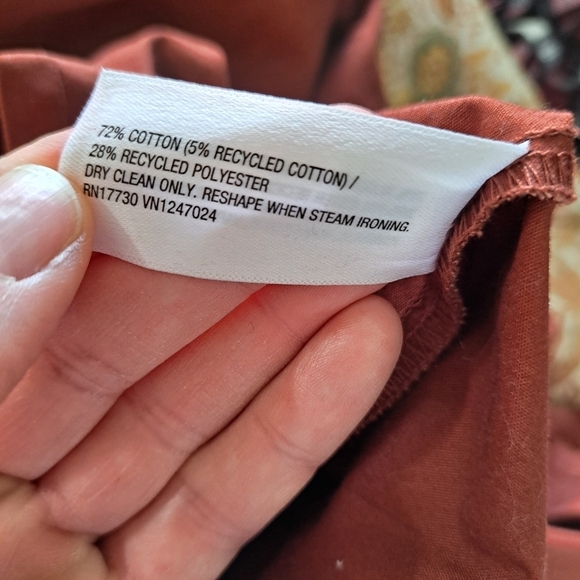 72% COTTON (5% RECYCLED COTTON) /
28% RECYCLED POLYESTER
DRY CLEAN ONLY. RESHAPE WHEN STEAM IRONING.
RN17730 VN1247024